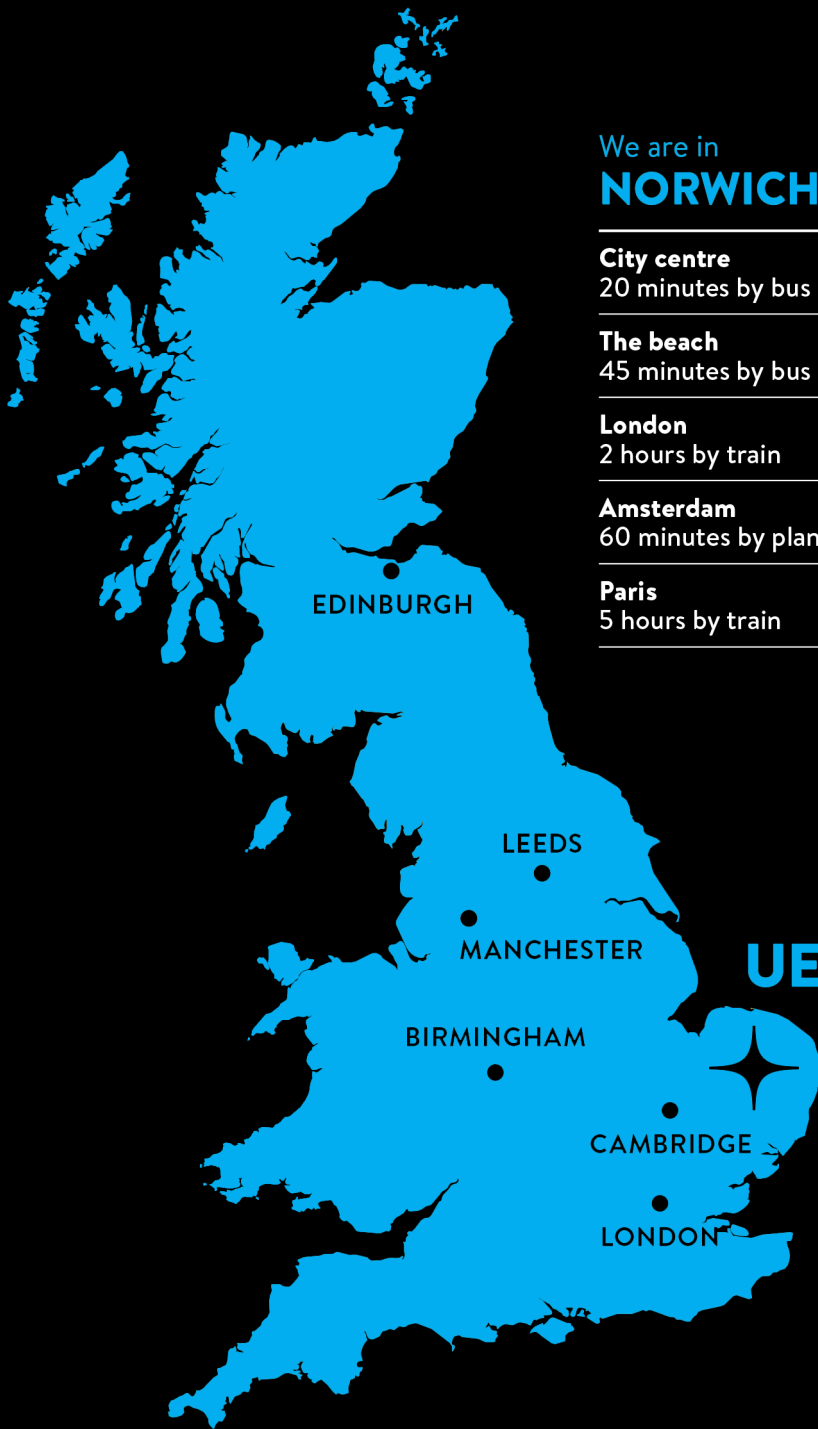 We are in
NORWICH
City centre
20 minutes by bus
The beach
45 minutes by bus
London
2 hours by train
Amsterdam
60 minutes by plan
Paris
5 hours by train
EDINBURGH
LEEDS
MANCHESTER
UE
BIRMINGHAM
CAMBRIDGE
LONDON